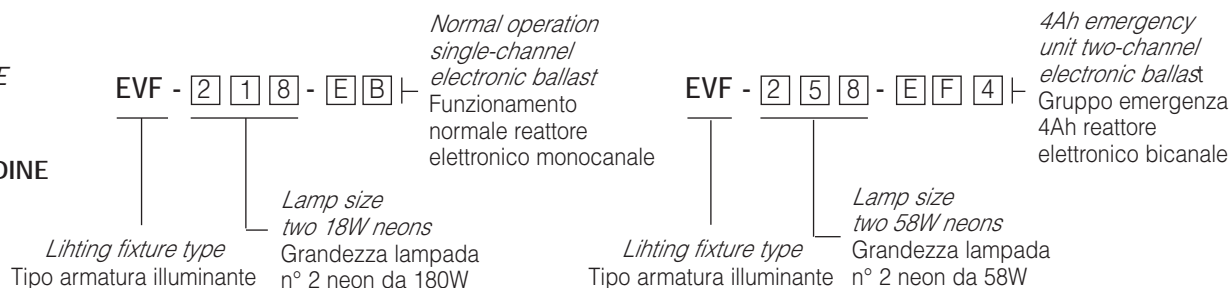 E
DINE
EVF - 2 1 8 - E B
Normal operation
single-channel
electronic ballast
Funzionamento
normale reattore
elettronico monocanale
Lamp size
two 18W neons
Grandezza lampada
n° 2 neon da 180W
Lihting fixture type
Tipo armatura illuminante
EVF - 2 5 8 - E F 4
4Ah emergency
unit two-channel
electronic ballast
Gruppo emergenza
4Ah reattore
elettronico bicanale
Lamp size
two 58W neons
Grandezza lampada
n° 2 neon da 58W
Lihting fixture type
Tipo armatura illuminante